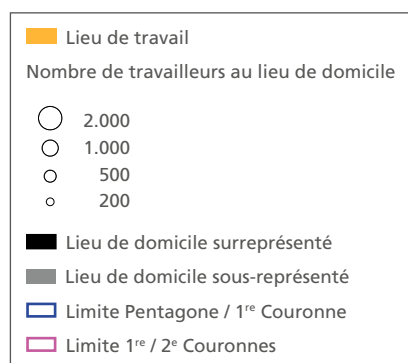 Lieu de travail
Nombre de travailleurs au lieu de domicile
2.000
1.000
500
200
Lieu de domicile surreprésenté
Lieu de domicile sous-représenté
Limite Pentagone / 1re Couronne
Limite 1re / 2e Couronnes